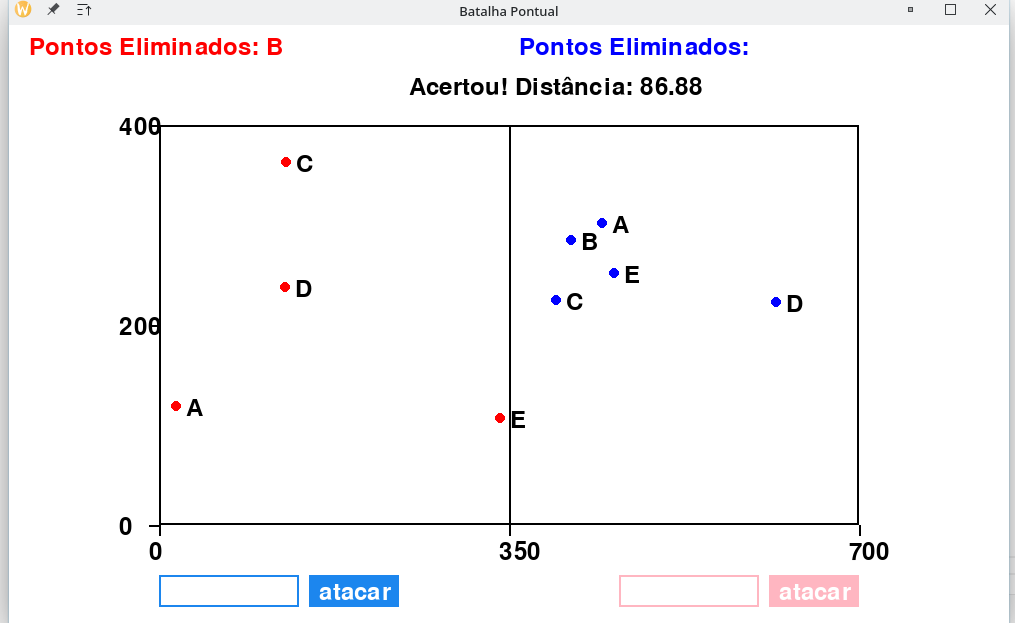 Batalha Pontual
Pontos Eliminados: B
Pontos Eliminados:
Acertou! Distância: 86.88
400
C
A
B
E
D
C
D
200
A
E
0
0
350
700
atacar
atacar